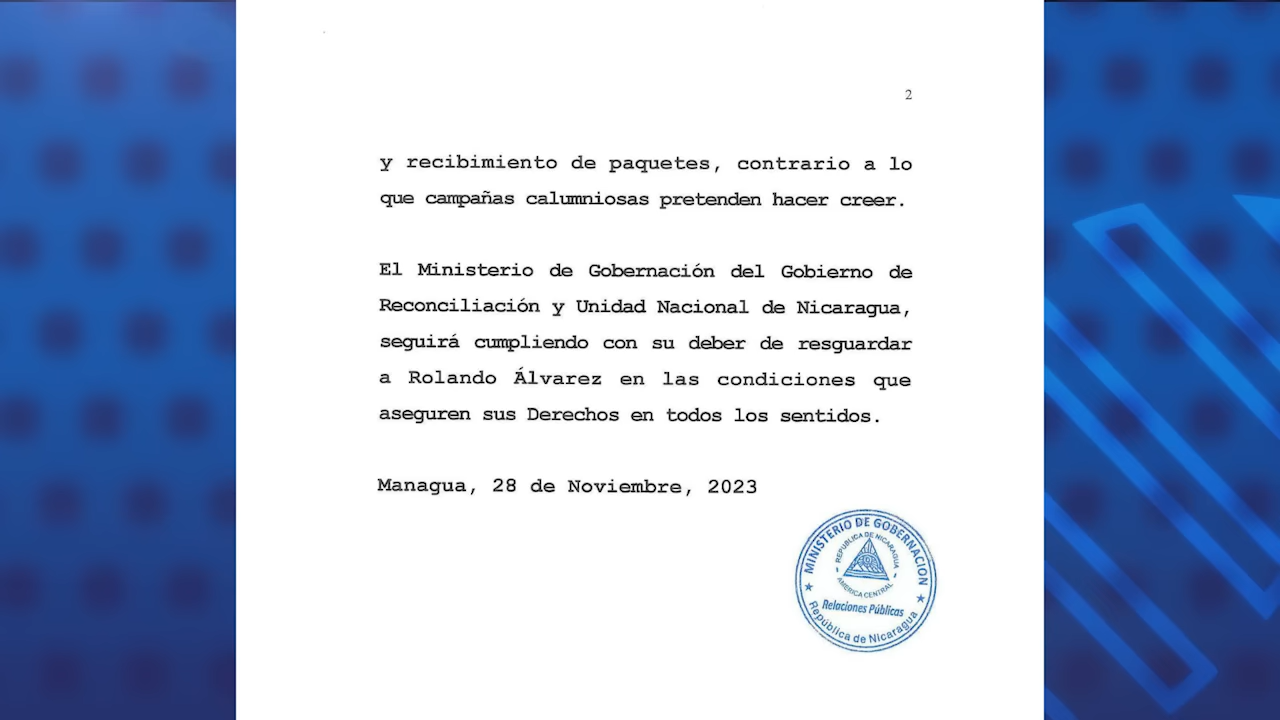 2
y recibimiento de paquetes, contrario a lo
que campañas calumniosas pretenden hacer creer.
El Ministerio de Gobernación del Gobierno de
Reconciliación y Unidad Nacional de Nicaragua,
seguirá cumpliendo con su deber de resguardar
a Rolando Álvarez en las condiciones que
aseguren sus Derechos en todos los sentidos.
Managua, 28 de Noviembre, 2023
MINISTERIO DE GOBERNACION
REPUBLICA DE NICARAGUA
AMERICA CENTRAL
Relaciones Públicas
República de Nicaragua